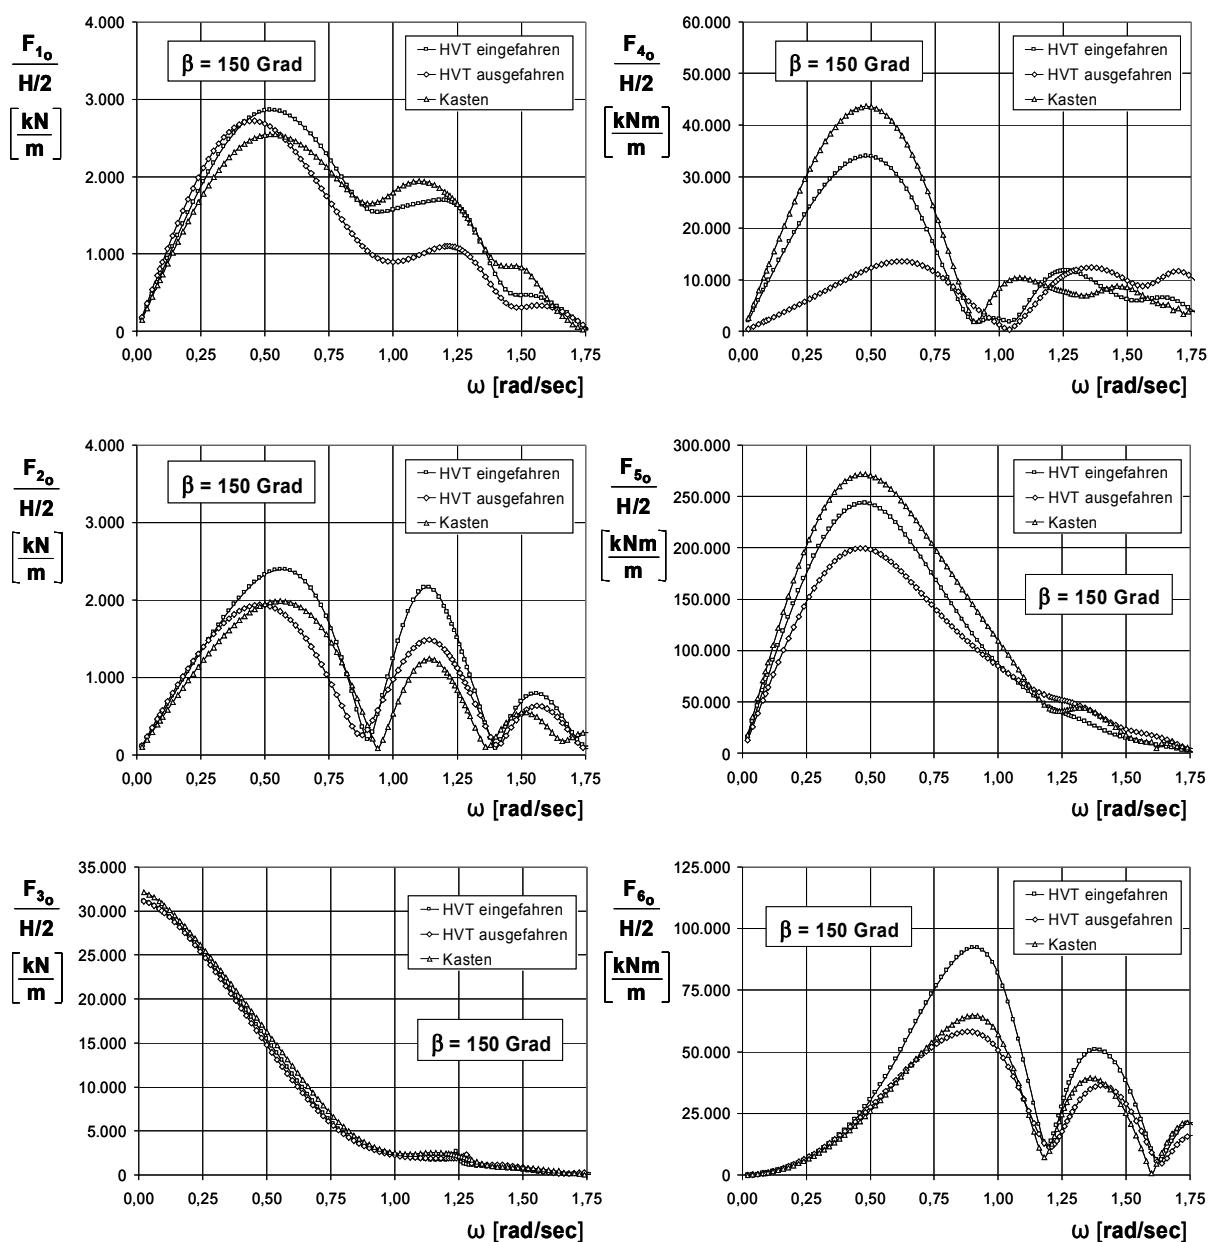 F1o
H/2
[kN
m]
4.000
3.000
2.000
1.000
0
β = 150 Grad
HVT eingefahren
HVT ausgefahren
Kasten
0,00 0,25 0,50 0,75 1,00 1,25 1,50 1,75
ω [rad/sec]
F4o
H/2
[kNm
m]
60.000
50.000
40.000
30.000
20.000
10.000
0
β = 150 Grad
HVT eingefahren
HVT ausgefahren
Kasten
0,00 0,25 0,50 0,75 1,00 1,25 1,50 1,75
ω [rad/sec]
F2o
H/2
[kN
m]
4.000
3.000
2.000
1.000
0
β = 150 Grad
HVT eingefahren
HVT ausgefahren
Kasten
0,00 0,25 0,50 0,75 1,00 1,25 1,50 1,75
ω [rad/sec]
F5o
H/2
[kNm
m]
300.000
250.000
200.000
150.000
100.000
50.000
0
HVT eingefahren
HVT ausgefahren
Kasten
β = 150 Grad
0,00 0,25 0,50 0,75 1,00 1,25 1,50 1,75
ω [rad/sec]
F3o
H/2
[kN
m]
35.000
30.000
25.000
20.000
15.000
10.000
5.000
0
HVT eingefahren
HVT ausgefahren
Kasten
β = 150 Grad
0,00 0,25 0,50 0,75 1,00 1,25 1,50 1,75
ω [rad/sec]
F6o
H/2
[kNm
m]
125.000
100.000
75.000
50.000
25.000
0
β = 150 Grad
HVT eingefahren
HVT ausgefahren
Kasten
0,00 0,25 0,50 0,75 1,00 1,25 1,50 1,75
ω [rad/sec]